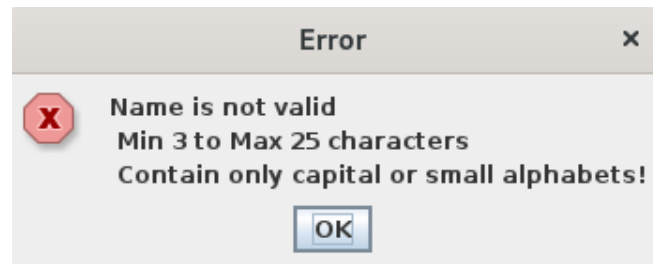 Error
Name is not valid
Min 3 to Max 25 characters
Contain only capital or small alphabets!
OK